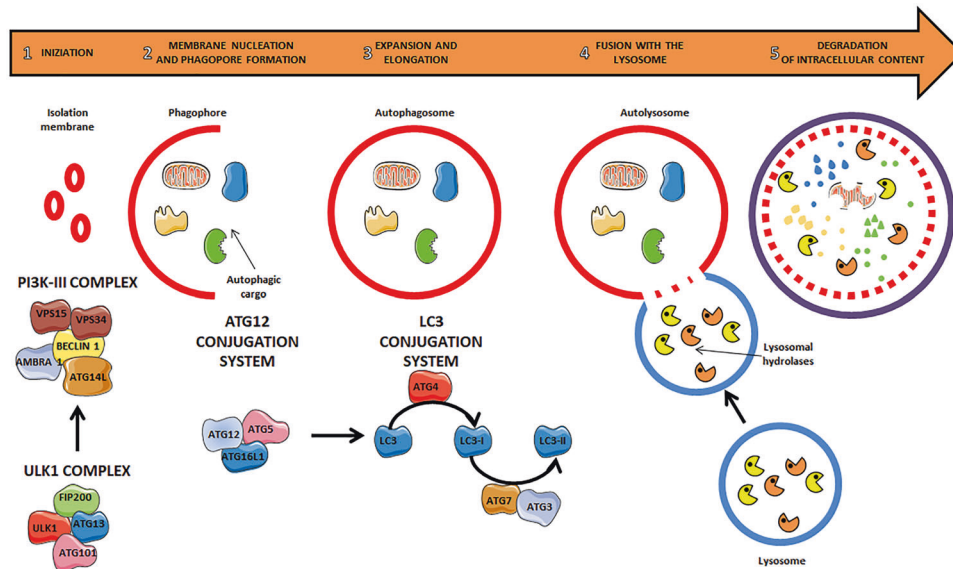 1 INIZIATION
2 MEMBRANE NUCLEATION
AND PHAGOPORE FORMATION
3 EXPANSION AND
ELONGATION
4 FUSION WITH THE
LYSOSOME
5 DEGRADATION
OF INTRACELLULAR CONTENT
Isolation
membrane
Phagophore
Autophagosome
Autolysosome
Autophagic
cargo
PI3K-III COMPLEX
VPS15
VPS34
BECLIN 1
AMBRA 1
ATG14L
ULK1 COMPLEX
FIP200
ULK1
ATG13
ATG101
ATG12
CONJUGATION
SYSTEM
ATG12
ATG5
ATG16L1
LC3
CONJUGATION
SYSTEM
ATG4
LC3
LC3-I
LC3-II
ATG7
ATG3
Lysosomal
hydrolases
Lysosome